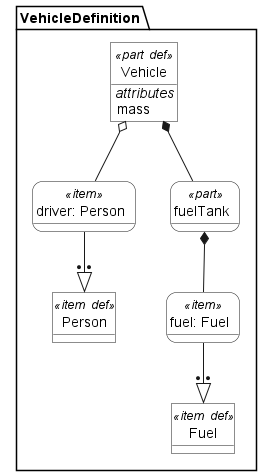 VehicleDefinition
«part def»
Vehicle
attributes
mass
«item»
driver: Person
«part»
fuelTank
«item def»
Person
«item»
fuel: Fuel
«item def»
Fuel